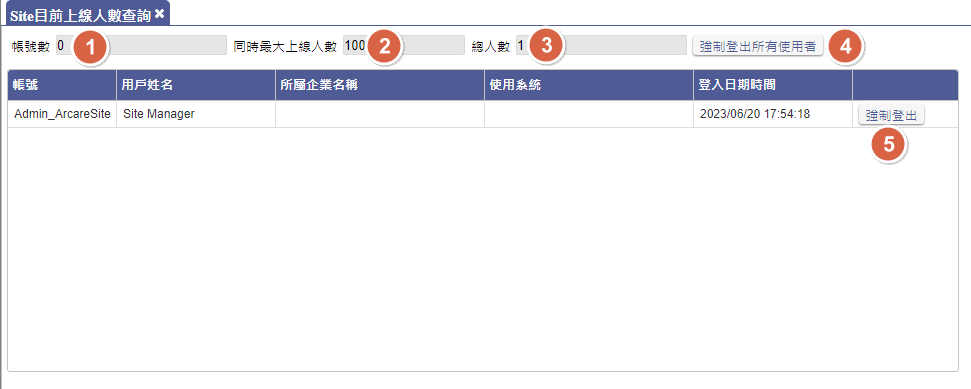 Site目前上線人數查詢 ×
帳號數 0 1 同時最大上線人數 100 2 總人數 1 3 強制登出所有使用者 4
帳號 用戶姓名 所屬企業名稱 使用系統 登入日期時間
Admin_ArcareSite Site Manager 2023/06/20 17:54:18 強制登出
5